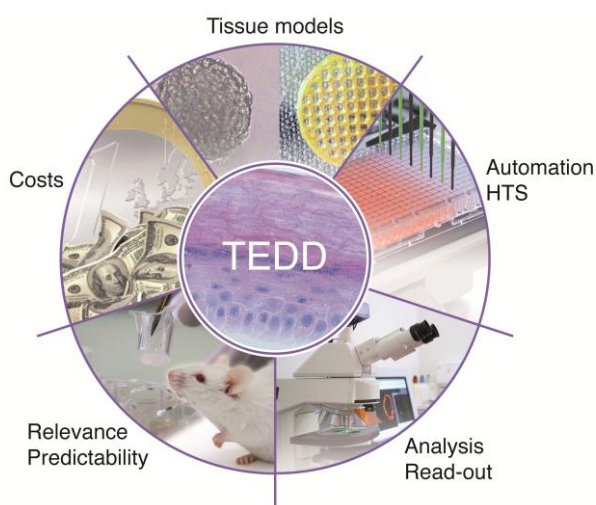 Tissue models
Costs
Automation
HTS
TEDD
Relevance
Predictability
Analysis
Read-out